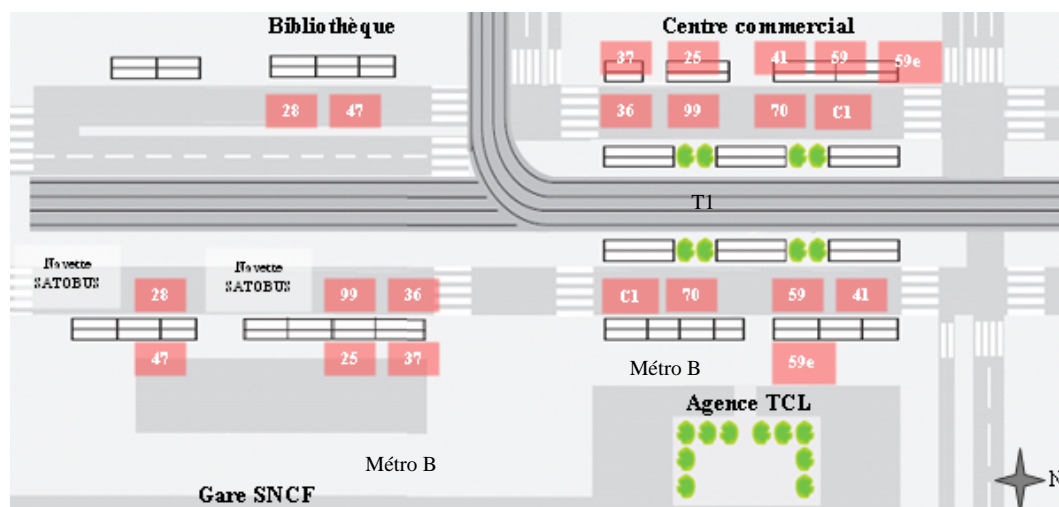 Bibliothèque
Centre commercial
37 25 41 59 59e
28 47
36 99 70 C1
T1
Navette
SATOBUS
Navette
SATOBUS
28 99 36
C1 70 59 41
47 25 37
59e
Métro B
Agence TCL
Métro B
Gare SNCF
N